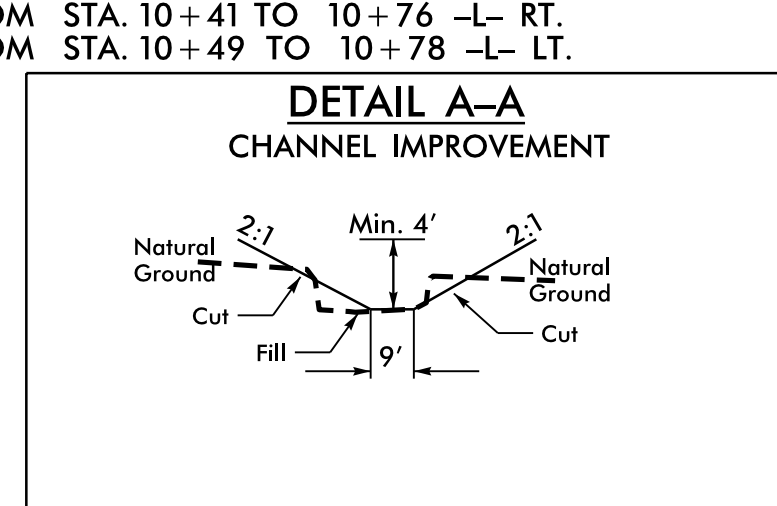 STA. 10+41 TO 10+76 –L– RT.
STA. 10+49 TO 10+78 –L– LT.
DETAIL A–A
CHANNEL IMPROVEMENT
2:1
Min. 4'
2:1
Natural
Ground
Natural
Ground
Cut
Cut
Fill
9'